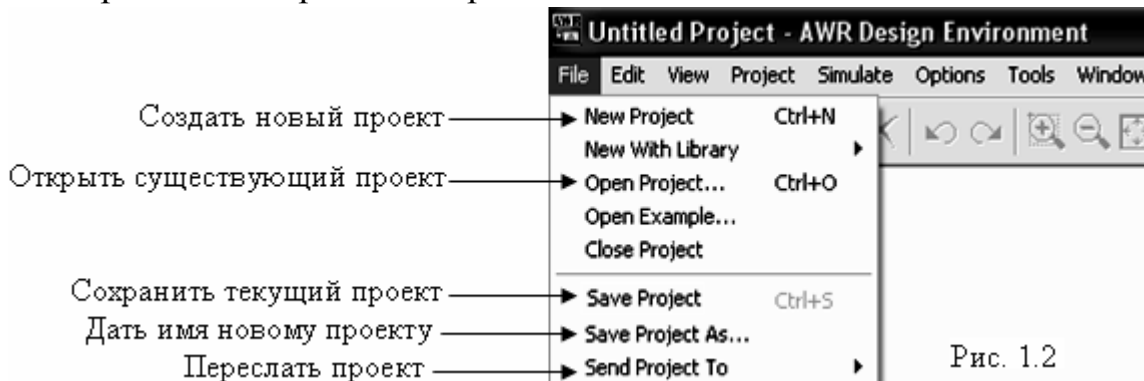 Untitled Project - AWR Design Environment
File Edit View Project Simulate Options Tools Window
Создать новый проект New Project Ctrl+N
New With Library
Открыть существующий проект Open Project... Ctrl+O
Open Example...
Close Project
Сохранить текущий проект Save Project Ctrl+S
Дать имя новому проекту Save Project As...
Переслать проект Send Project To
Рис. 1.2